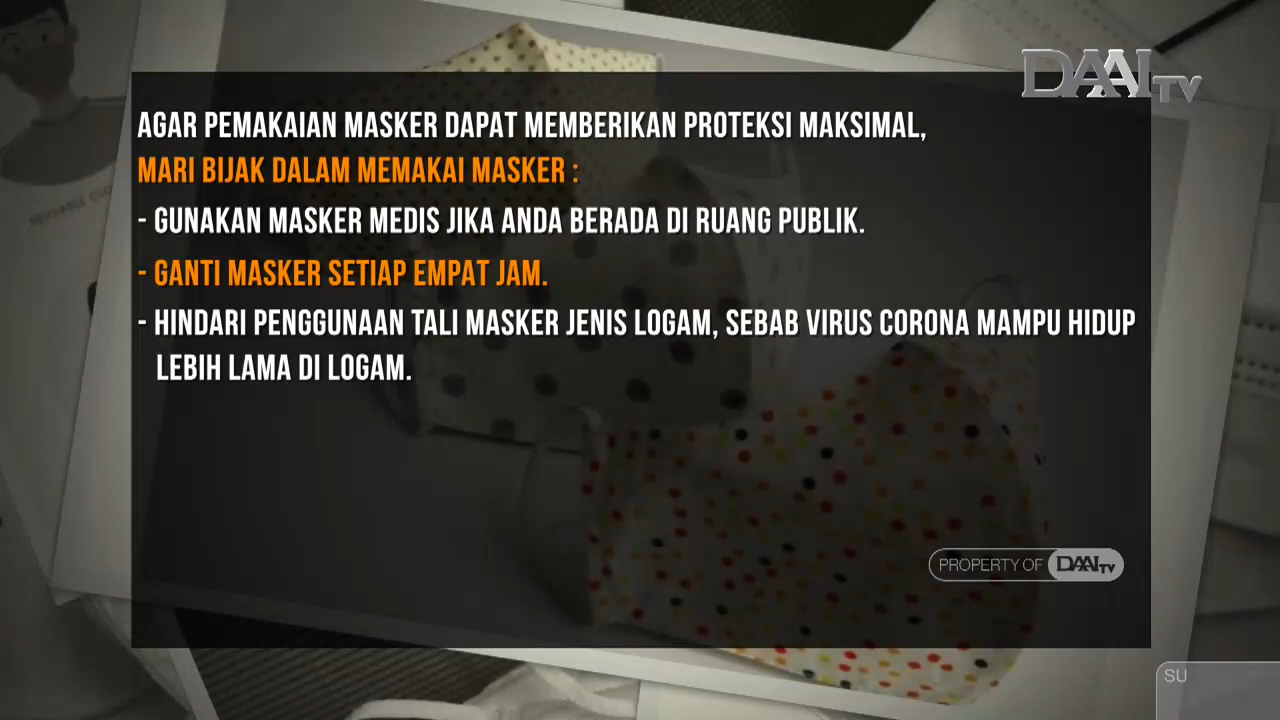 DAAI TV
AGAR PEMAKAIAN MASKER DAPAT MEMBERIKAN PROTEKSI MAKSIMAL,
MARI BIJAK DALAM MEMAKAI MASKER :
- GUNAKAN MASKER MEDIS JIKA ANDA BERADA DI RUANG PUBLIK.
- GANTI MASKER SETIAP EMPAT JAM.
- HINDARI PENGGUNAAN TALI MASKER JENIS LOGAM, SEBAB VIRUS CORONA MAMPU HIDUP
LEBIH LAMA DI LOGAM.
PROPERTY OF DAAI TV
SU